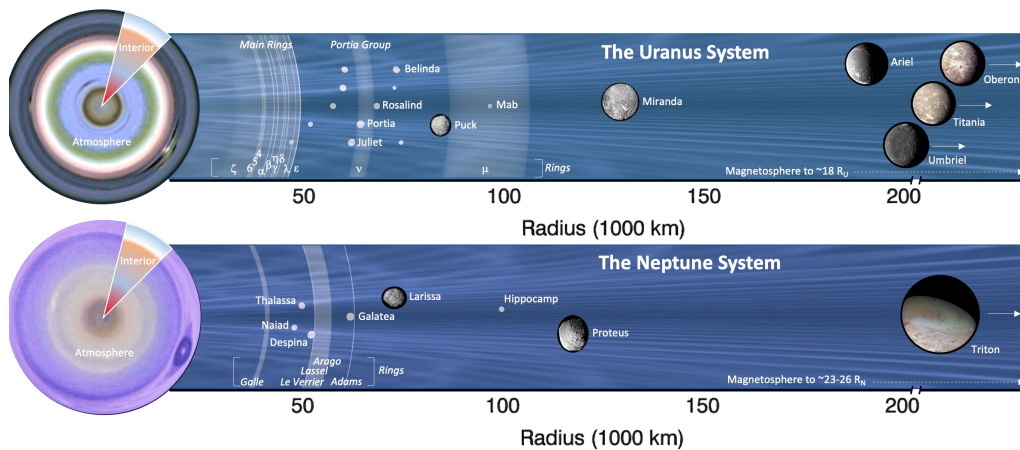 The Uranus System
Interior
Atmosphere
Main Rings
Portia Group
Belinda
Rosalind
Portia
Juliet
Puck
Mab
Miranda
Ariel
Oberon
Titania
Umbriel
ζ 6 5 4 α β η γ δ λ ε ν μ Rings
Magnetosphere to ~18 R_U
50 100 150 200
Radius (1000 km)
The Neptune System
Interior
Atmosphere
Thalassa
Naiad
Despina
Larissa
Galatea
Hippocamp
Proteus
Triton
Arago
Lassel
Galle Le Verrier Adams Rings
Magnetosphere to ~23-26 R_N
50 100 150 200
Radius (1000 km)